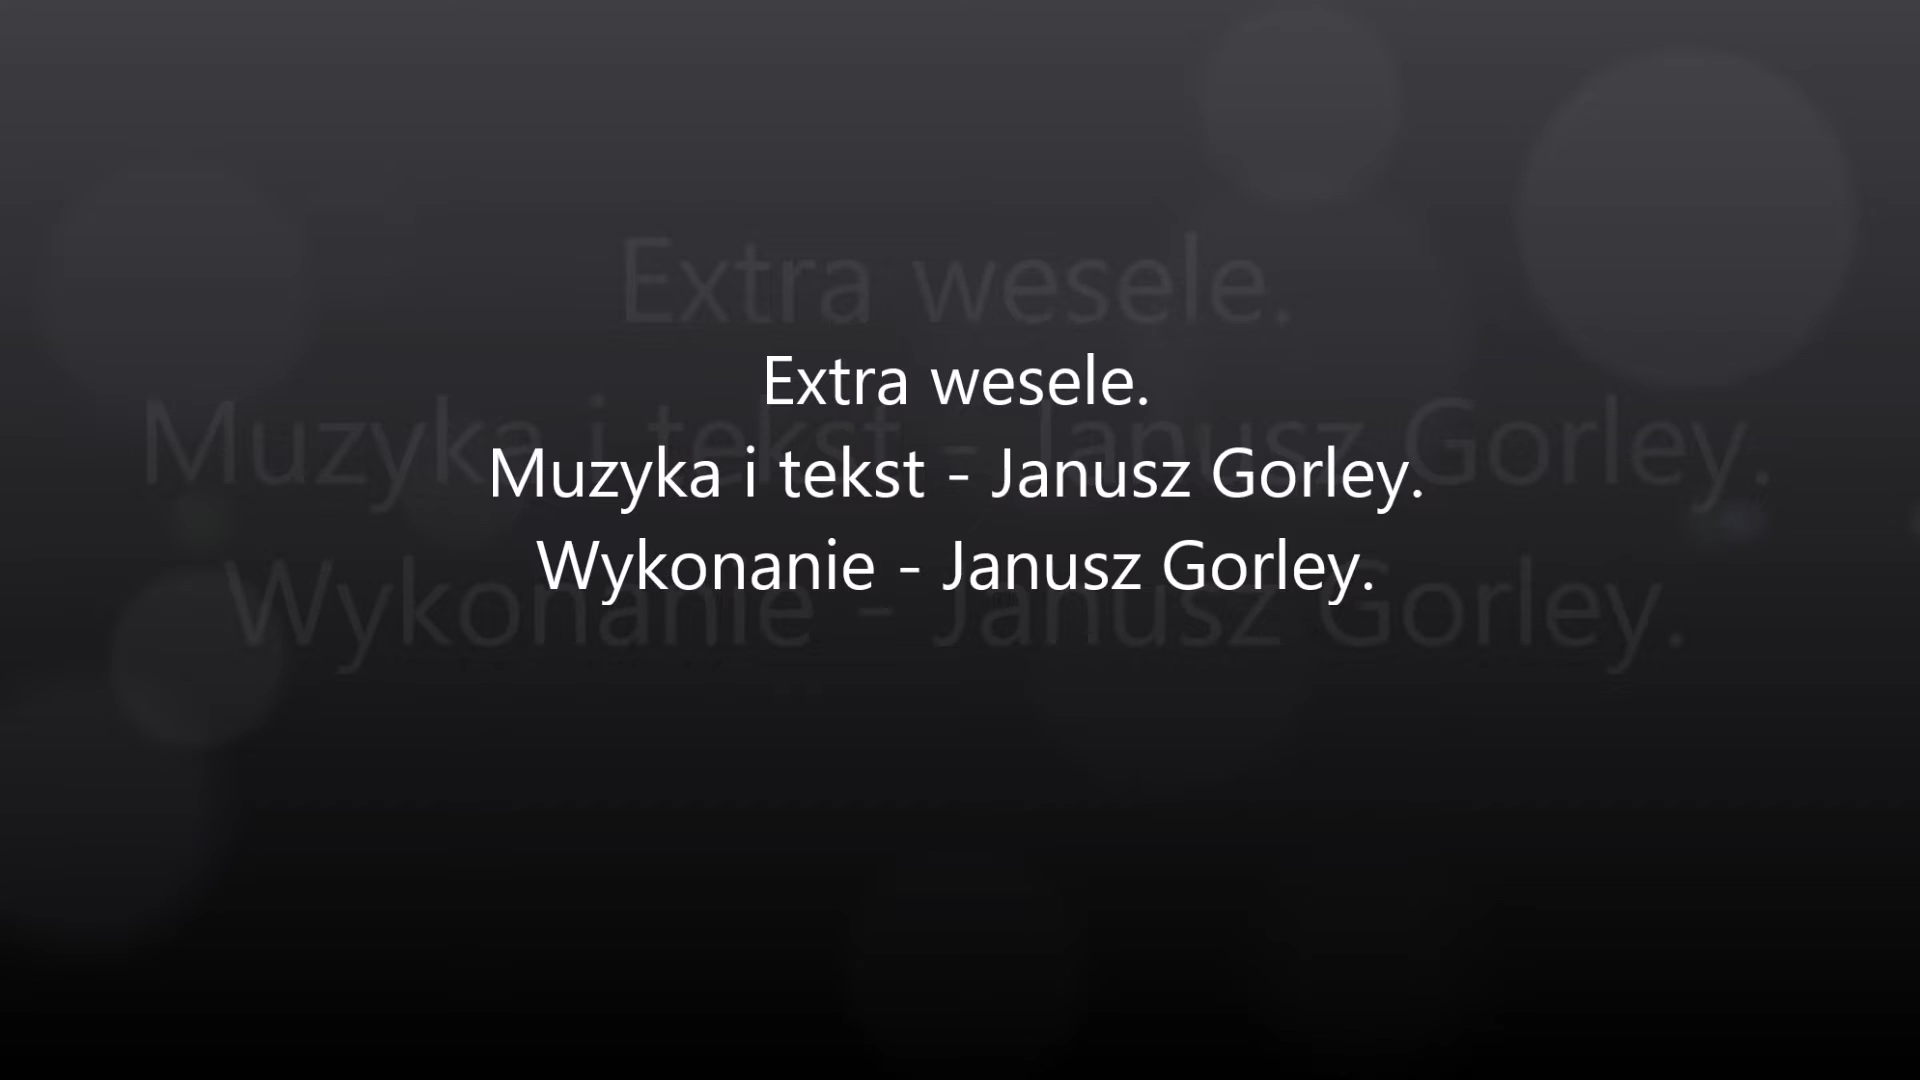 Extra wesele.
Muzyka i tekst - Janusz Gorley.
Wykonanie - Janusz Gorley.